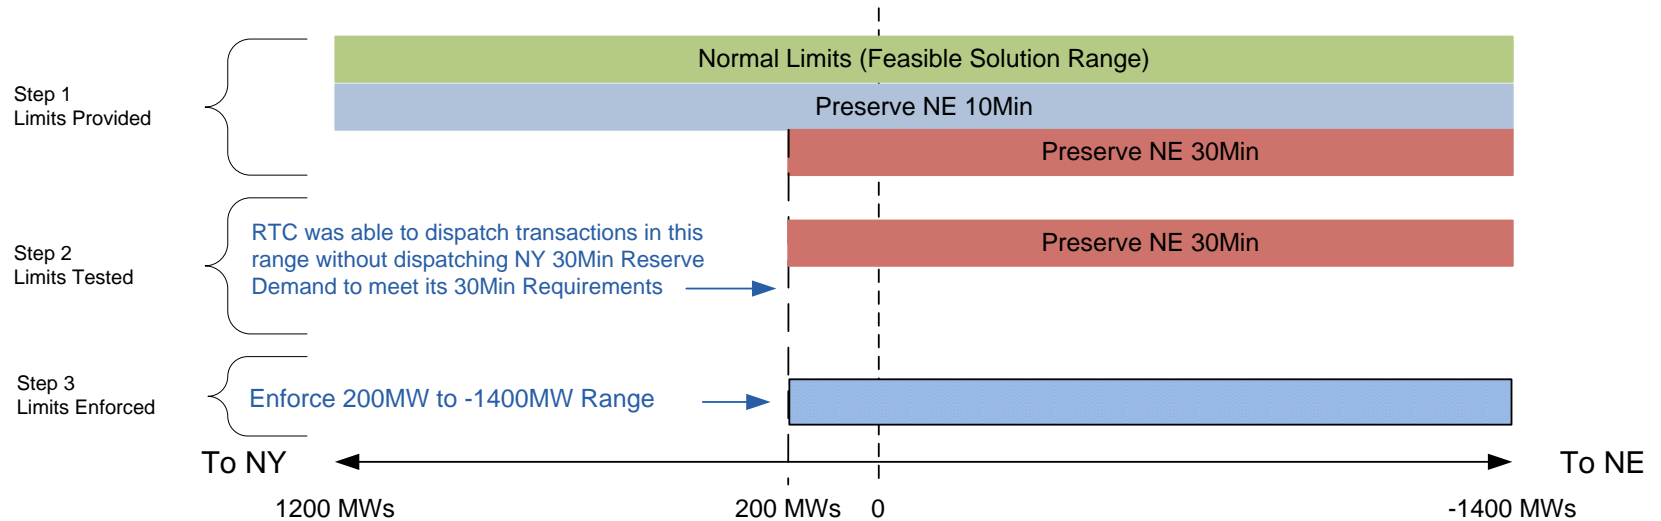 Normal Limits (Feasible Solution Range)
Step 1
Limits Provided
Preserve NE 10Min
Preserve NE 30Min
Step 2
Limits Tested
RTC was able to dispatch transactions in this
range without dispatching NY 30Min Reserve
Demand to meet its 30Min Requirements
Preserve NE 30Min
Step 3
Limits Enforced
Enforce 200MW to -1400MW Range
To NY
To NE
1200 MWs
200 MWs
0
-1400 MWs